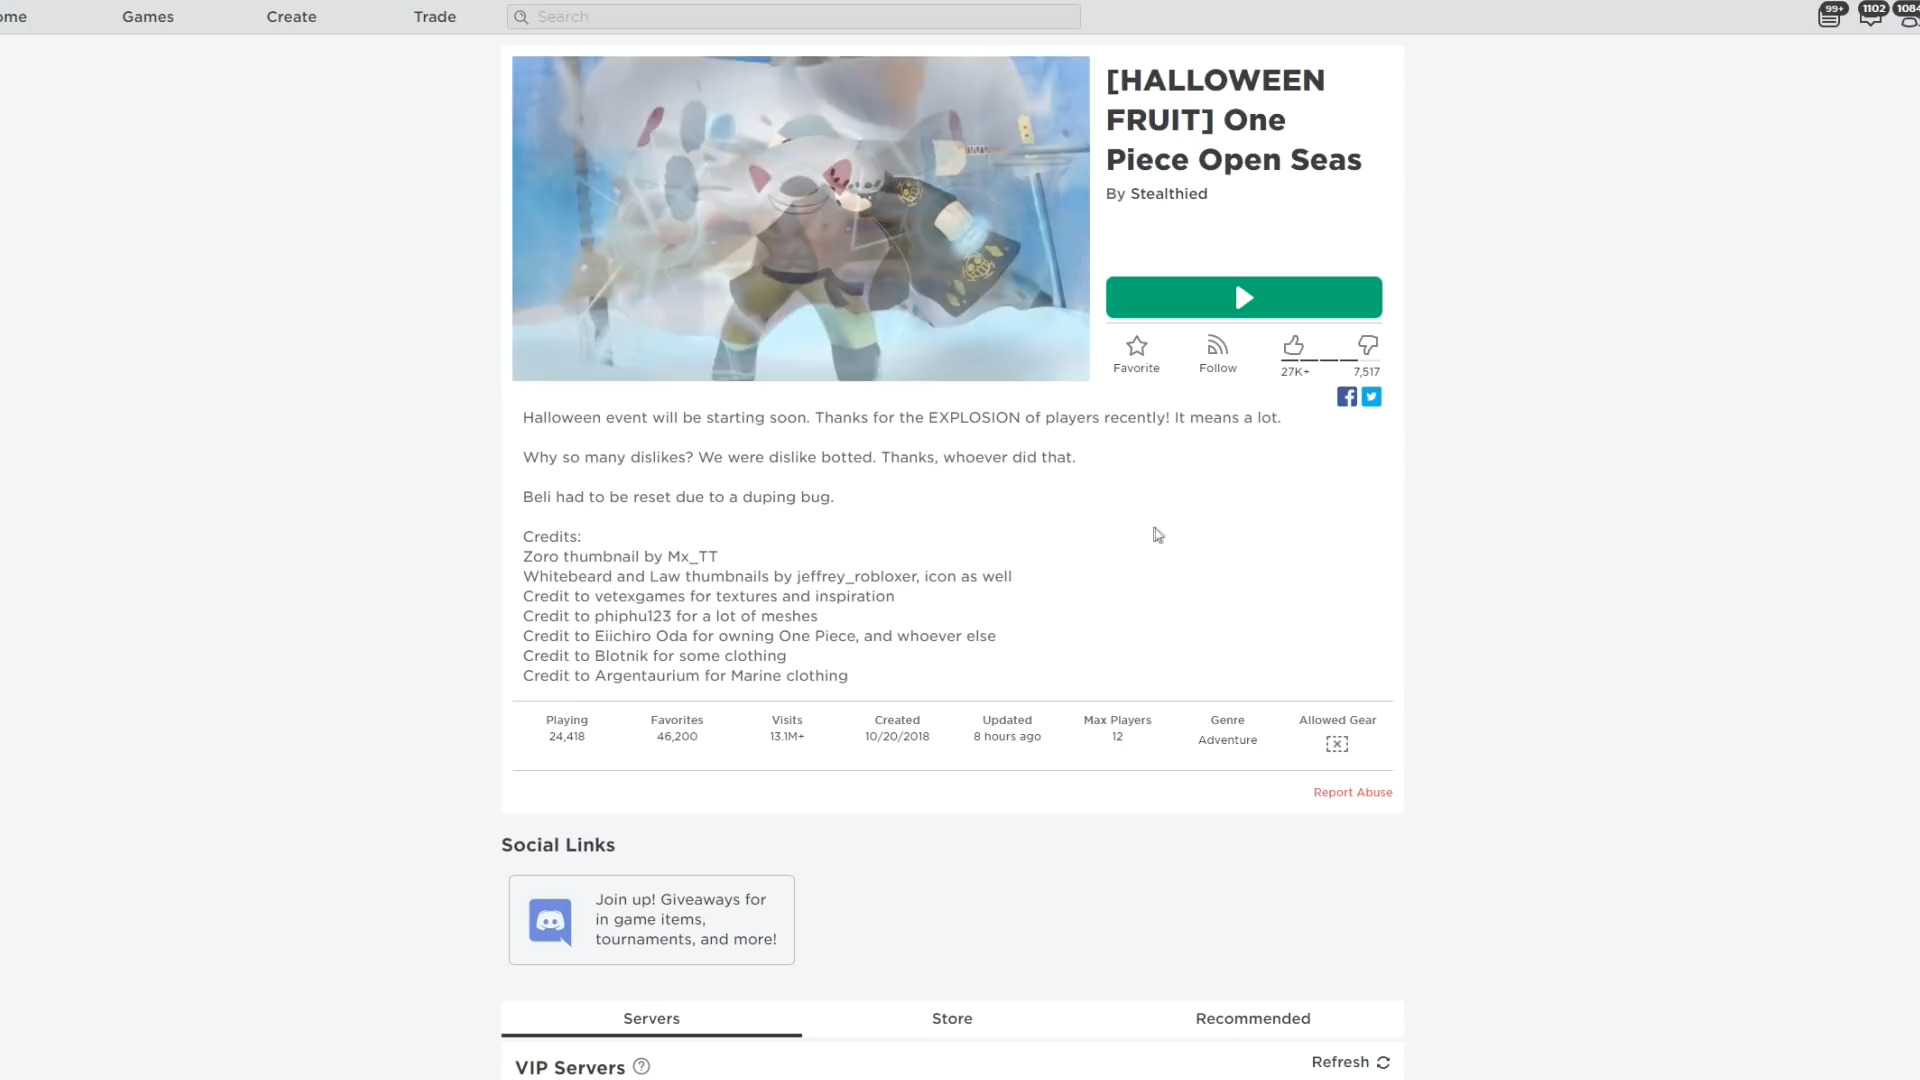 ome
Games
Create
Trade
Search
99+
1102
1084
[HALLOWEEN
FRUIT] One
Piece Open Seas
By Stealthied
Favorite
Follow
27K+
7,517
Halloween event will be starting soon. Thanks for the EXPLOSION of players recently! It means a lot.
Why so many dislikes? We were dislike botted. Thanks, whoever did that.
Beli had to be reset due to a duping bug.
Credits:
Zoro thumbnail by Mx_TT
Whitebeard and Law thumbnails by jeffrey_robloxer, icon as well
Credit to vetexgames for textures and inspiration
Credit to phiphu123 for a lot of meshes
Credit to Eiichiro Oda for owning One Piece, and whoever else
Credit to Blotnik for some clothing
Credit to Argentaurium for Marine clothing
Playing
24,418
Favorites
46,200
Visits
13.1M+
Created
10/20/2018
Updated
8 hours ago
Max Players
12
Genre
Adventure
Allowed Gear
Report Abuse
Social Links
Join up! Giveaways for
in game items,
tournaments, and more!
Servers
Store
Recommended
VIP Servers
Refresh